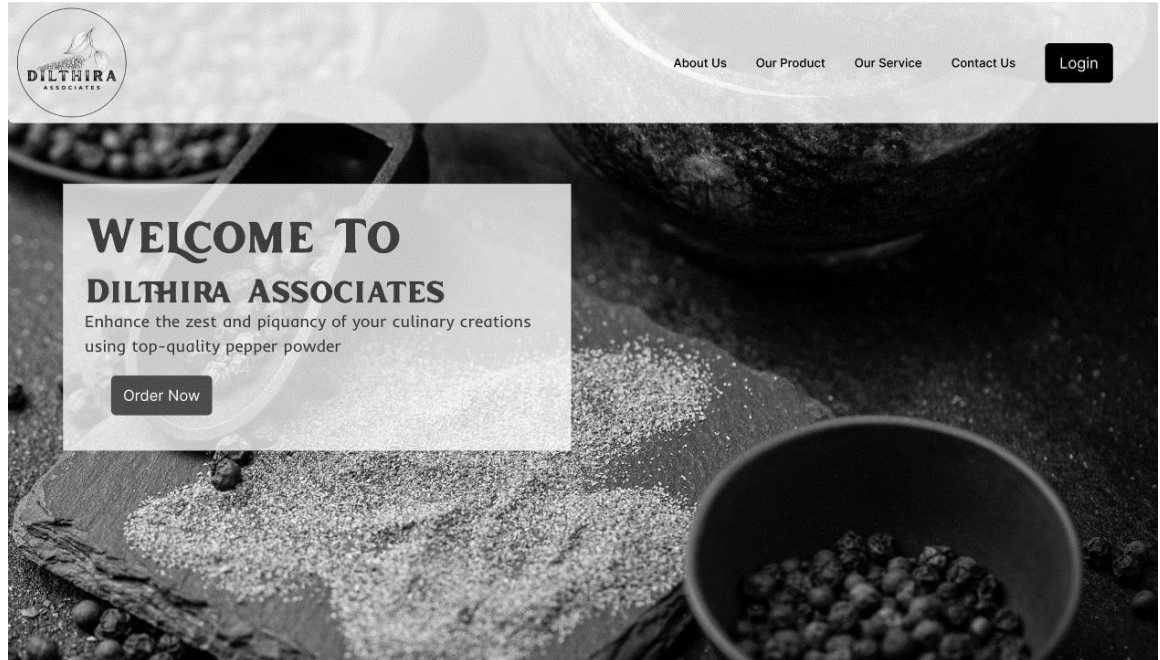 DILTHIRA
ASSOCIATES
About Us
Our Product
Our Service
Contact Us
Login
Welcome To
Dilthira Associates
Enhance the zest and piquancy of your culinary creations
using top-quality pepper powder
Order Now